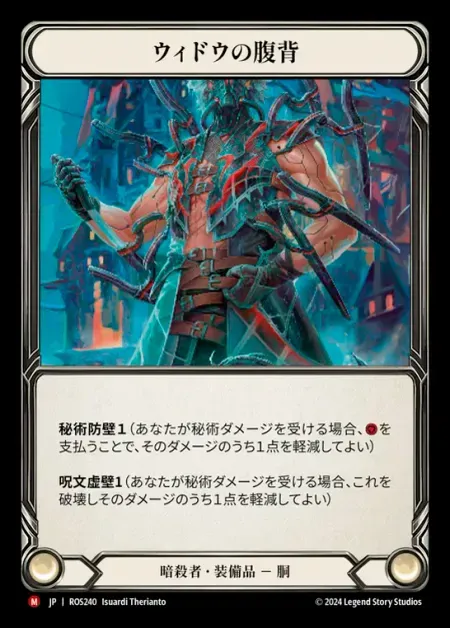 ウィドウの腹背
秘術防壁１(あなたが秘術ダメージを受ける場合、を
支払うことで、そのダメージのうち１点を軽減してよい)
呪文虚壁1(あなたが秘術ダメージを受ける場合、これを
破壊しそのダメージのうち１点を軽減してよい)
暗殺者・装備品 － 胴
M JP | ROS240 Isuardi Therianto © 2024 Legend Story Studios